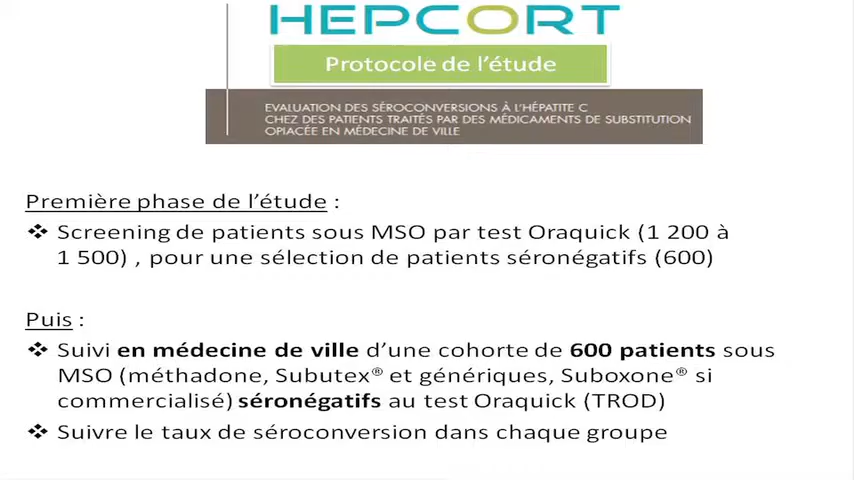 HEPCORT
Protocole de l'étude
EVALUATION DES SÉROCONVERSIONS À L'HÉPATITE C
CHEZ DES PATIENTS TRAITÉS PAR DES MÉDICAMENTS DE SUBSTITUTION
OPIACÉE EN MÉDECINE DE VILLE
Première phase de l'étude :
❖ Screening de patients sous MSO par test Oraquick (1 200 à
1 500) , pour une sélection de patients séronégatifs (600)
Puis :
❖ Suivi en médecine de ville d'une cohorte de 600 patients sous
MSO (méthadone, Subutex® et génériques, Suboxone® si
commercialisé) séronégatifs au test Oraquick (TROD)
❖ Suivre le taux de séroconversion dans chaque groupe